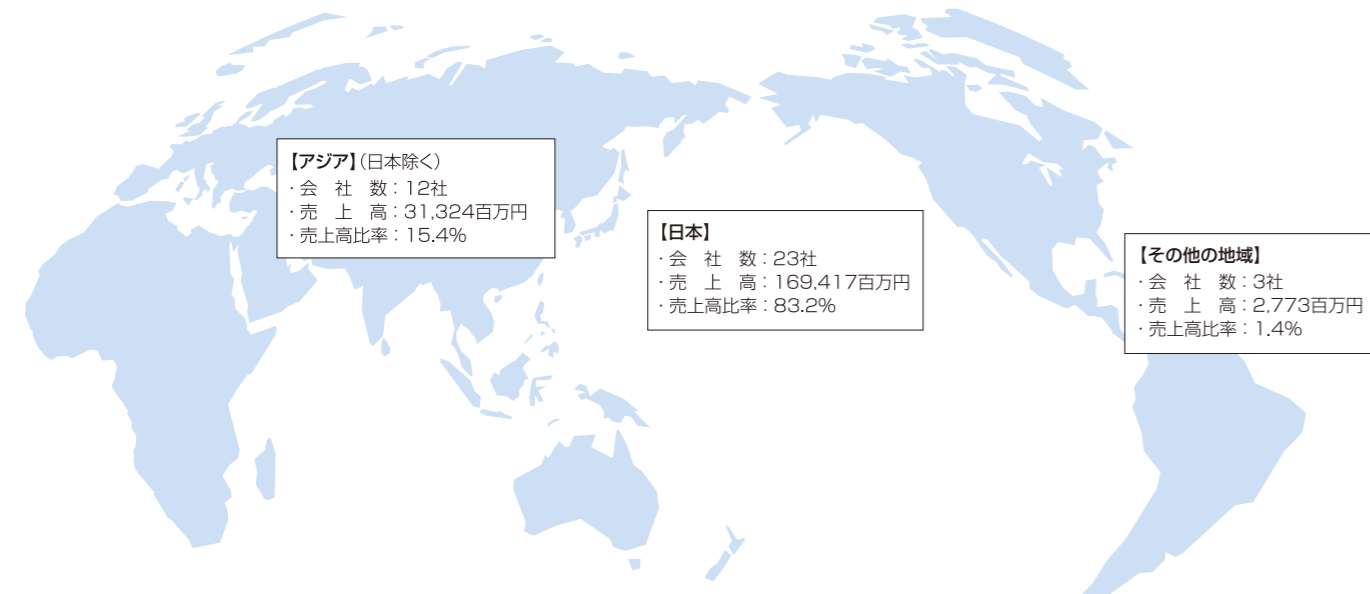 【アジア】(日本除く)
・会　社　数：12社
・売　上　高：31,324百万円
・売上高比率：15.4%
【日本】
・会　社　数：23社
・売　上　高：169,417百万円
・売上高比率：83.2%
【その他の地域】
・会　社　数：3社
・売　上　高：2,773百万円
・売上高比率：1.4%